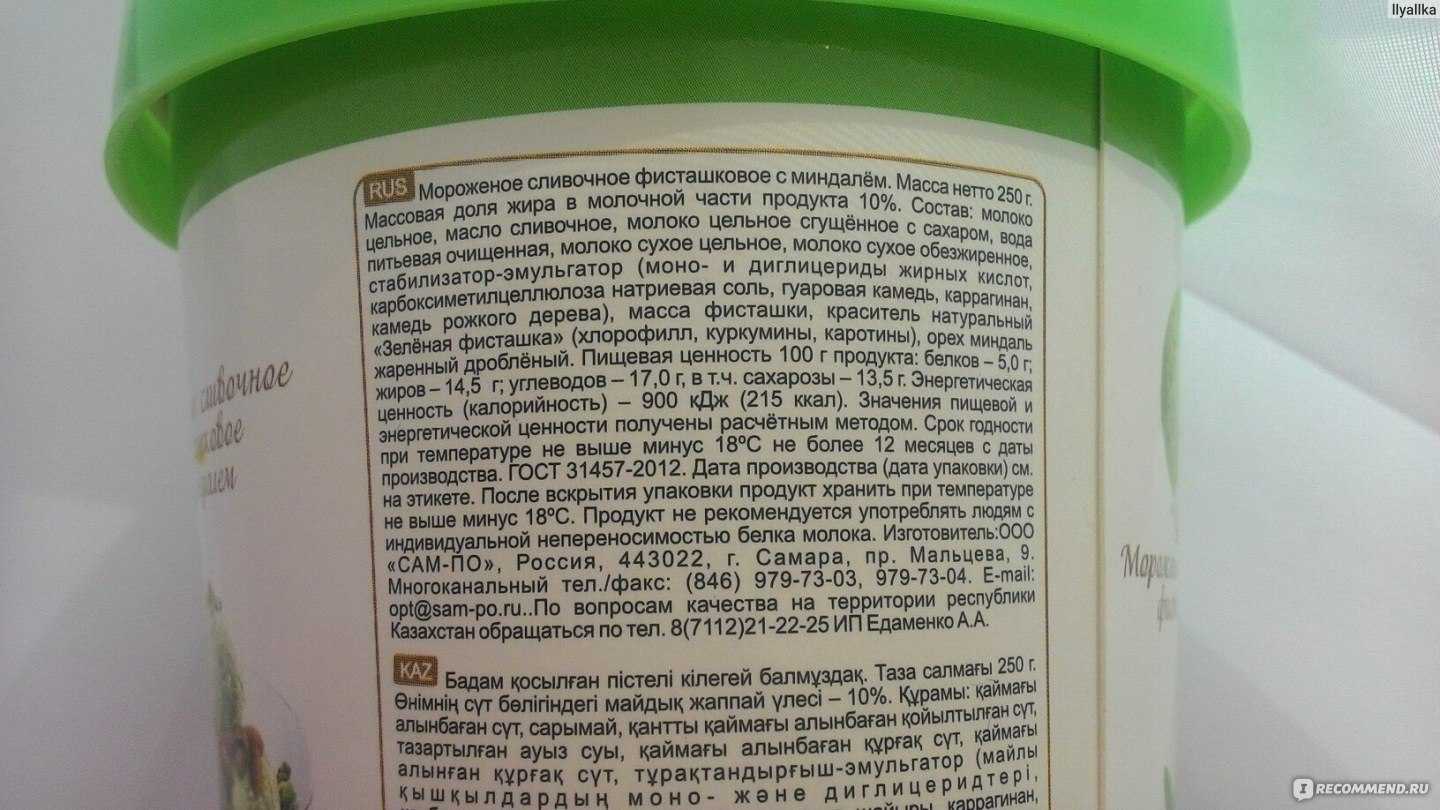 Ilyallka
RUS Мороженое сливочное фисташковое с миндалём. Масса нетто 250 г.
Массовая доля жира в молочной части продукта 10%. Состав: молоко
цельное, масло сливочное, молоко цельное сгущённое с сахаром, вода
питьевая очищенная, молоко сухое цельное, молоко сухое обезжиренное,
стабилизатор-эмульгатор (моно- и диглицериды жирных кислот,
карбоксиметилцеллюлоза натриевая соль, гуаровая камедь, каррагинан,
камедь рожкого дерева), масса фисташки, краситель натуральный
«Зелёная фисташка» (хлорофилл, куркумины, каротины), орех миндаль
жаренный дроблёный. Пищевая ценность 100 г продукта: белков – 5,0 г;
жиров – 14,5 г; углеводов – 17,0 г, в т.ч. сахарозы – 13,5 г. Энергетическая
ценность (калорийность) – 900 кДж (215 ккал). Значения пищевой и
энергетической ценности получены расчётным методом. Срок годности
при температуре не выше минус 18ºС не более 12 месяцев с даты
производства. ГОСТ 31457-2012. Дата производства (дата упаковки) см.
на этикете. После вскрытия упаковки продукт хранить при температуре
не выше минус 18ºС. Продукт не рекомендуется употреблять людям с
индивидуальной непереносимостью белка молока. Изготовитель:ООО
«САМ-ПО», Россия, 443022, г. Самара, пр. Мальцева, 9.
Многоканальный тел./факс: (846) 979-73-03, 979-73-04. E-mail:
opt@sam-po.ru..По вопросам качества на территории республики
Казахстан обращаться по тел. 8(7112)21-22-25 ИП Едаменко А.А.
KAZ Бадам қосылған пістелі кілегей балмұздақ. Таза салмағы 250 г.
Өнімнің сүт бөлігіндегі майдық жаппай үлесі – 10%. Құрамы: қаймағы
алынбаған сүт, сарымай, қантты қаймағы алынбаған қойылтылған сүт,
тазартылған ауыз суы, қаймағы алынбаған құрғақ сүт, қаймағы
алынған құрғақ сүт, тұрақтандырғыш-эмульгатор (майлы
қышқылдардың моно- және диглицеридтері,
каррагинан,
сливочное
I RECOMMEND.RU